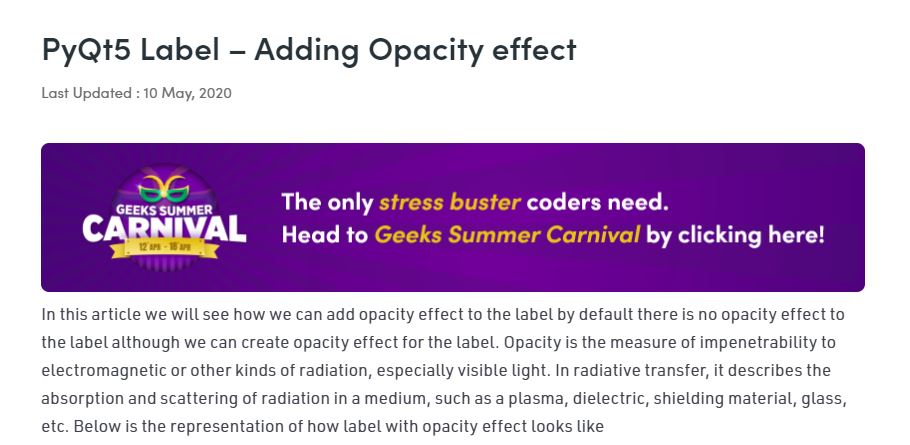 PyQt5 Label – Adding Opacity effect
Last Updated : 10 May, 2020
GEEKS SUMMER
CARNIVAL
12 APR - 18 APR
The only stress buster coders need.
Head to Geeks Summer Carnival by clicking here!
In this article we will see how we can add opacity effect to the label by default there is no opacity effect to
the label although we can create opacity effect for the label. Opacity is the measure of impenetrability to
electromagnetic or other kinds of radiation, especially visible light. In radiative transfer, it describes the
absorption and scattering of radiation in a medium, such as a plasma, dielectric, shielding material, glass,
etc. Below is the representation of how label with opacity effect looks like